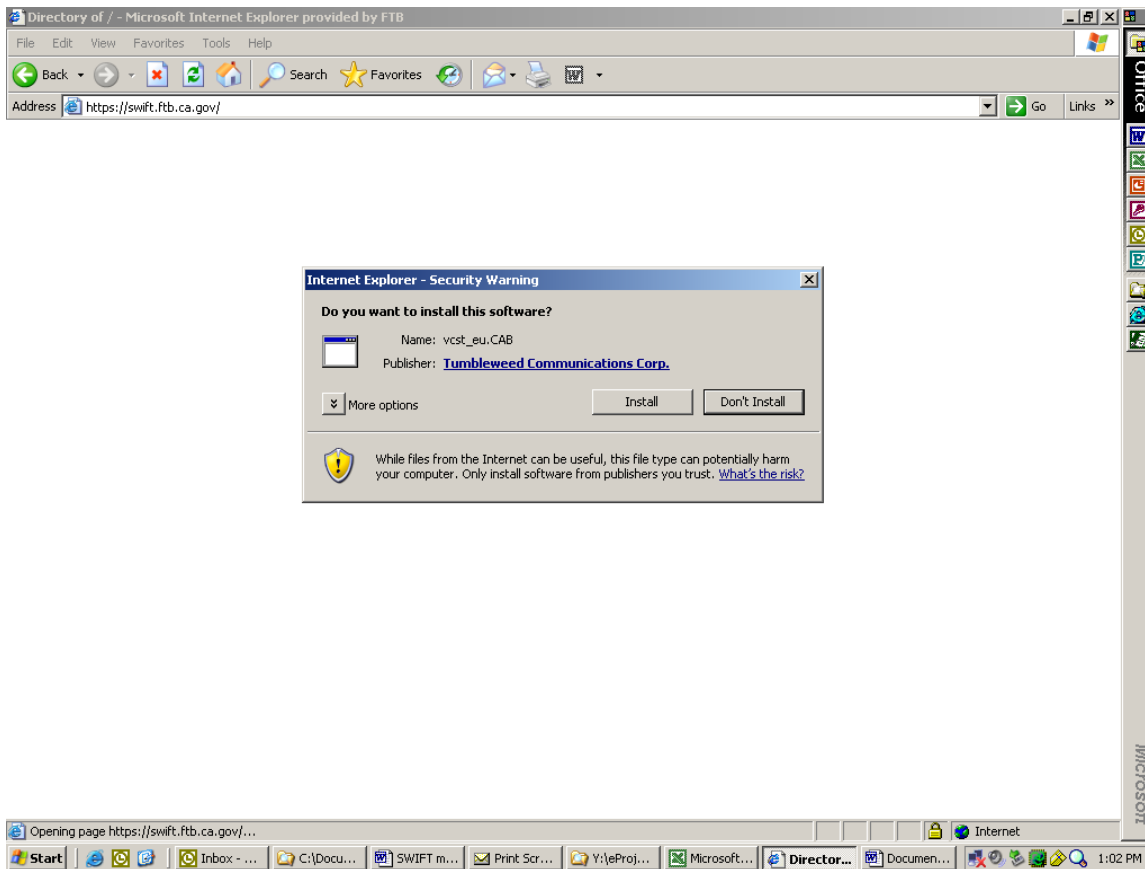 Directory of / - Microsoft Internet Explorer provided by FTB
File Edit View Favorites Tools Help
Back Search Favorites
Address https://swift.ftb.ca.gov/ Go Links »
Office
Internet Explorer - Security Warning
Do you want to install this software?
Name: vcst_eu.CAB
Publisher: Tumbleweed Communications Corp.
More options Install Don't Install
While files from the Internet can be useful, this file type can potentially harm
your computer. Only install software from publishers you trust. What's the risk?
Microsoft
Opening page https://swift.ftb.ca.gov/... Internet
Start Inbox - ... C:\Docu... SWIFT m... Print Scr... Y:\eProj... Microsoft... Director... Documen... 1:02 PM